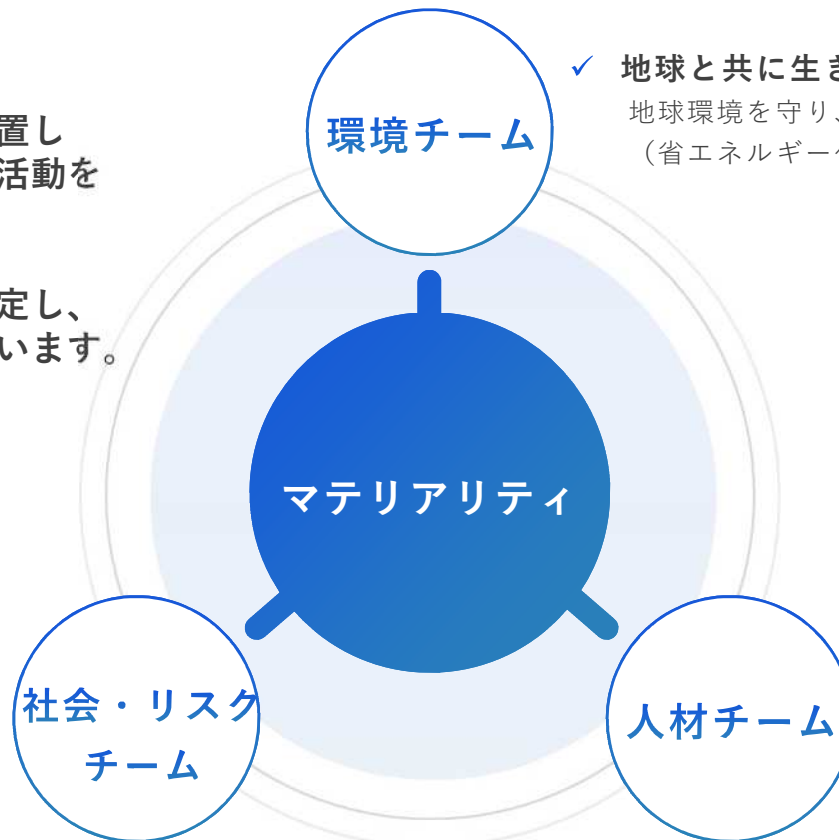 置し
活動を
定し、
います。
環境チーム
地球と共に生き
地球環境を守り、
（省エネルギー
マテリアリティ
社会・リスク
チーム
人材チーム